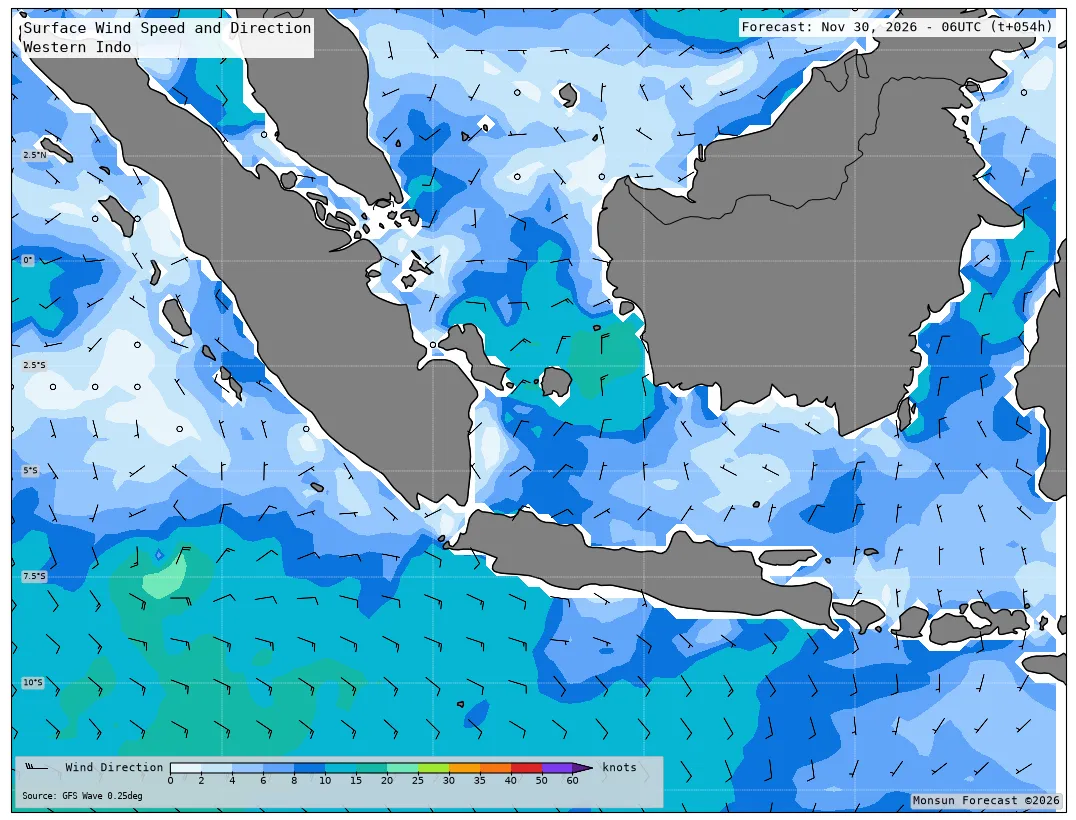 Surface Wind Speed and Direction
Western Indo
Forecast: Nov 30, 2026 - 06UTC (t+054h)
2.5°N
0°
2.5°S
5°S
7.5°S
10°S
Wind Direction
0 2 4 6 8 10 15 20 25 30 35 40 50 60
knots
Source: GFS Wave 0.25deg
Monsun Forecast ©2026